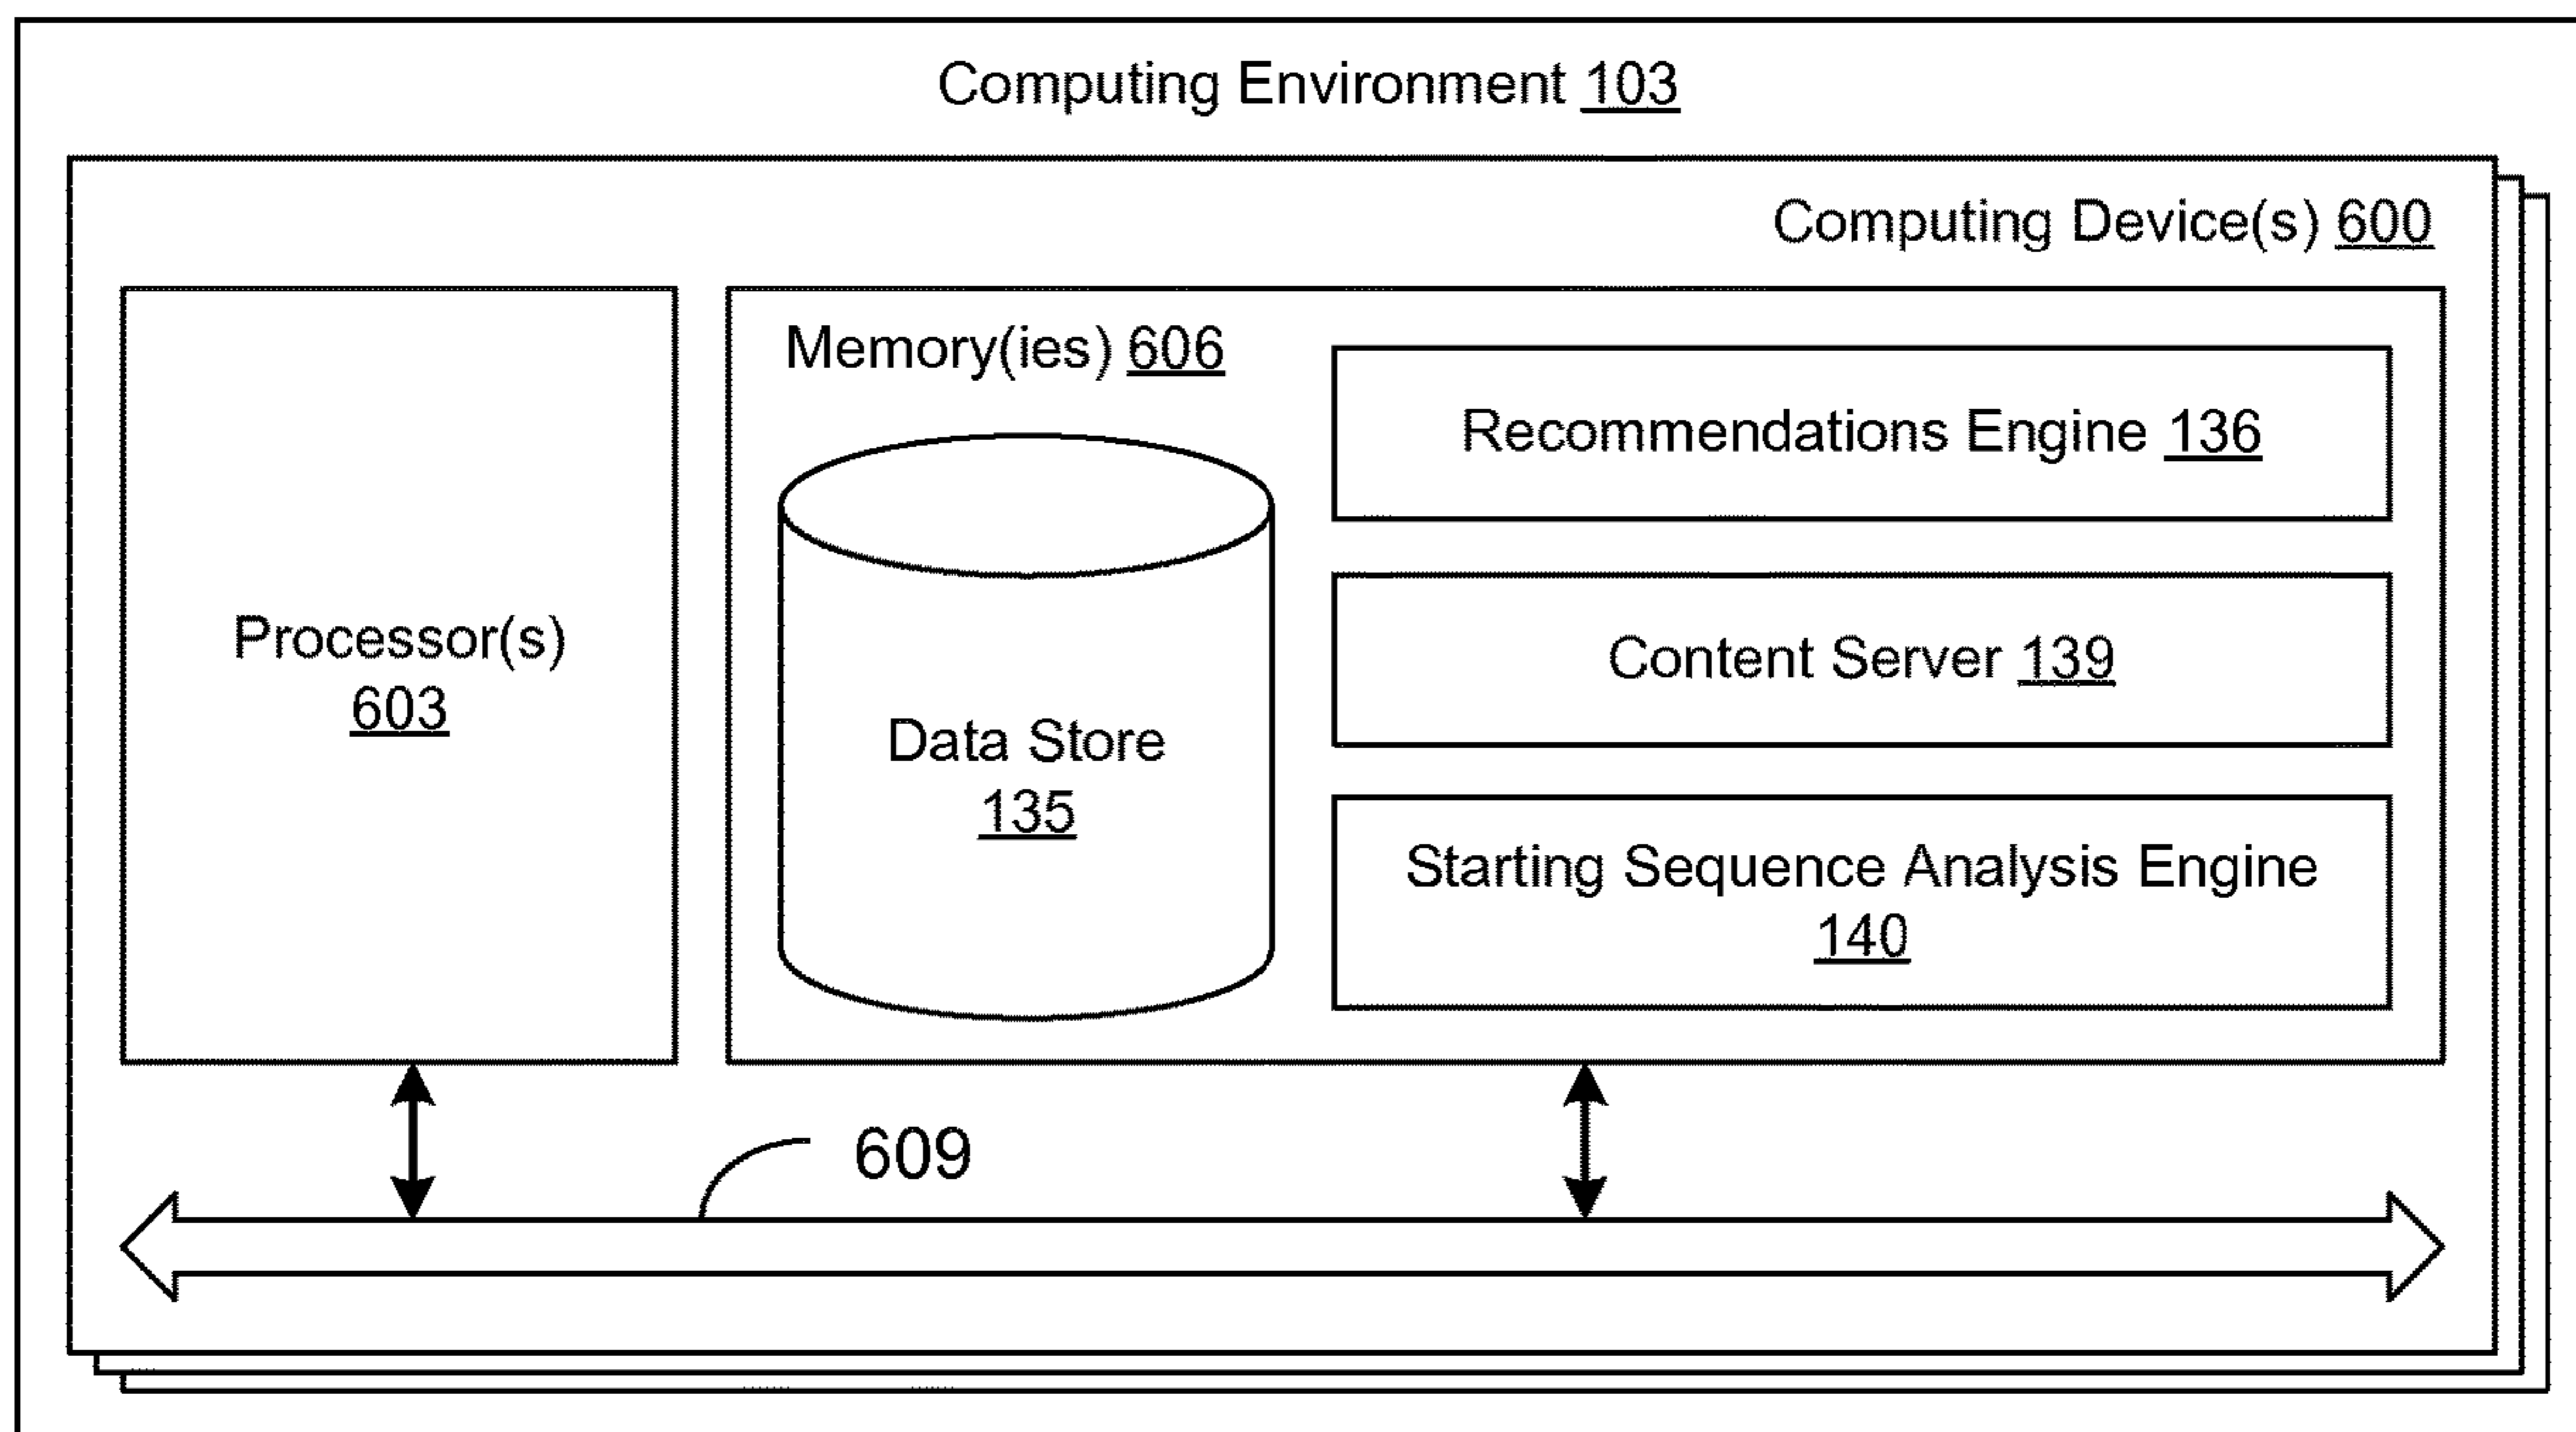 Computing Environment 103
Computing Device(s) 600
Processor(s)
603
Memory(ies) 606
Data Store
135
Recommendations Engine 136
Content Server 139
Starting Sequence Analysis Engine
140
609